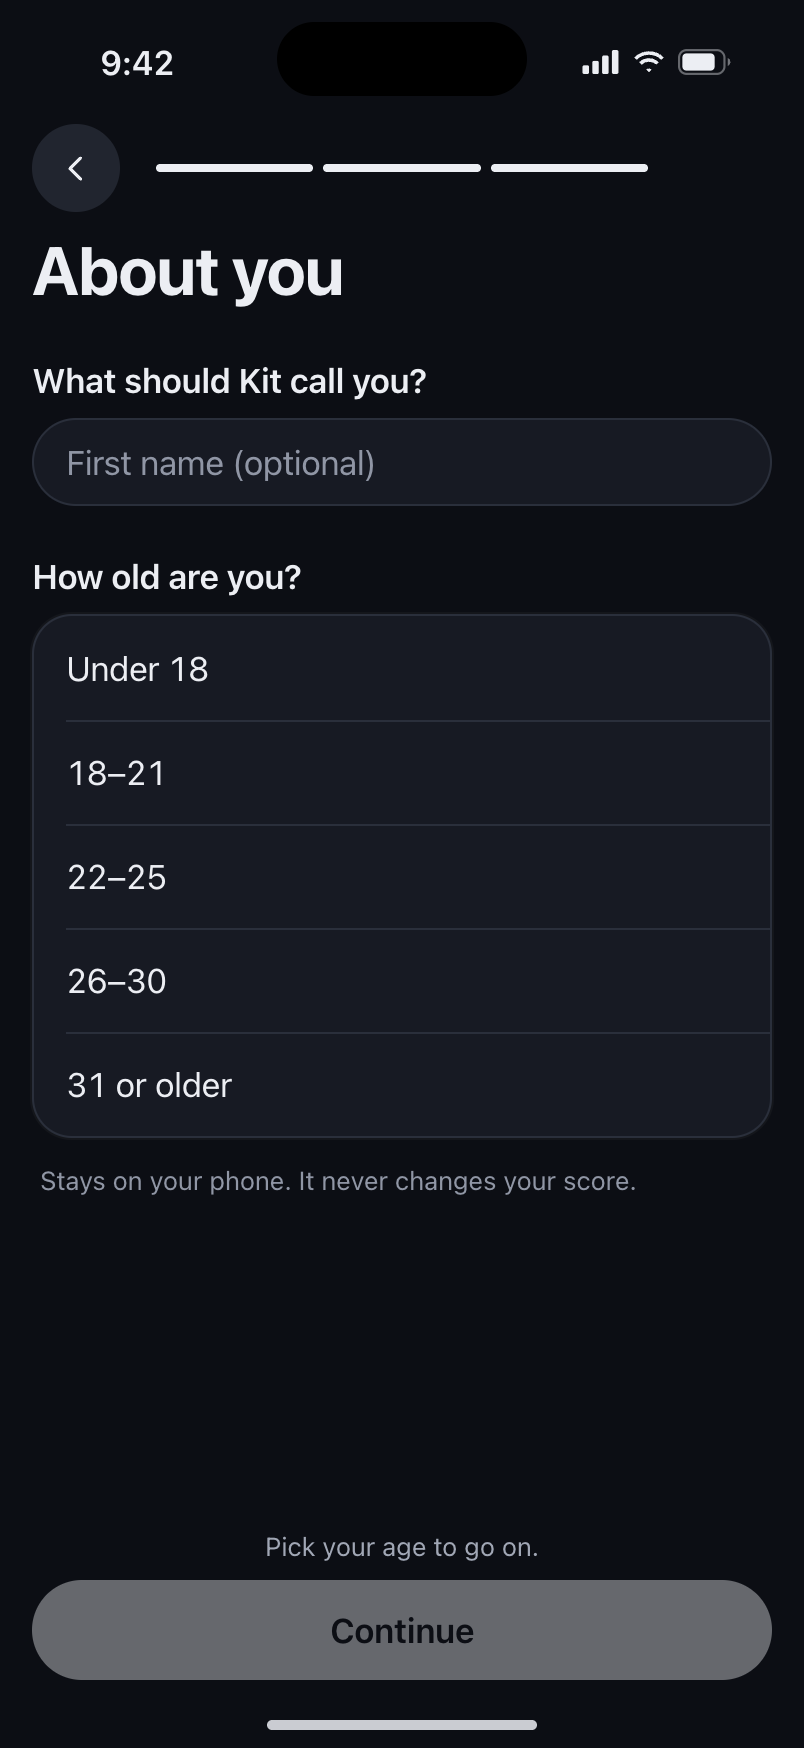 9:42
About you
What should Kit call you?
First name (optional)
How old are you?
Under 18
18–21
22–25
26–30
31 or older
Stays on your phone. It never changes your score.
Pick your age to go on.
Continue